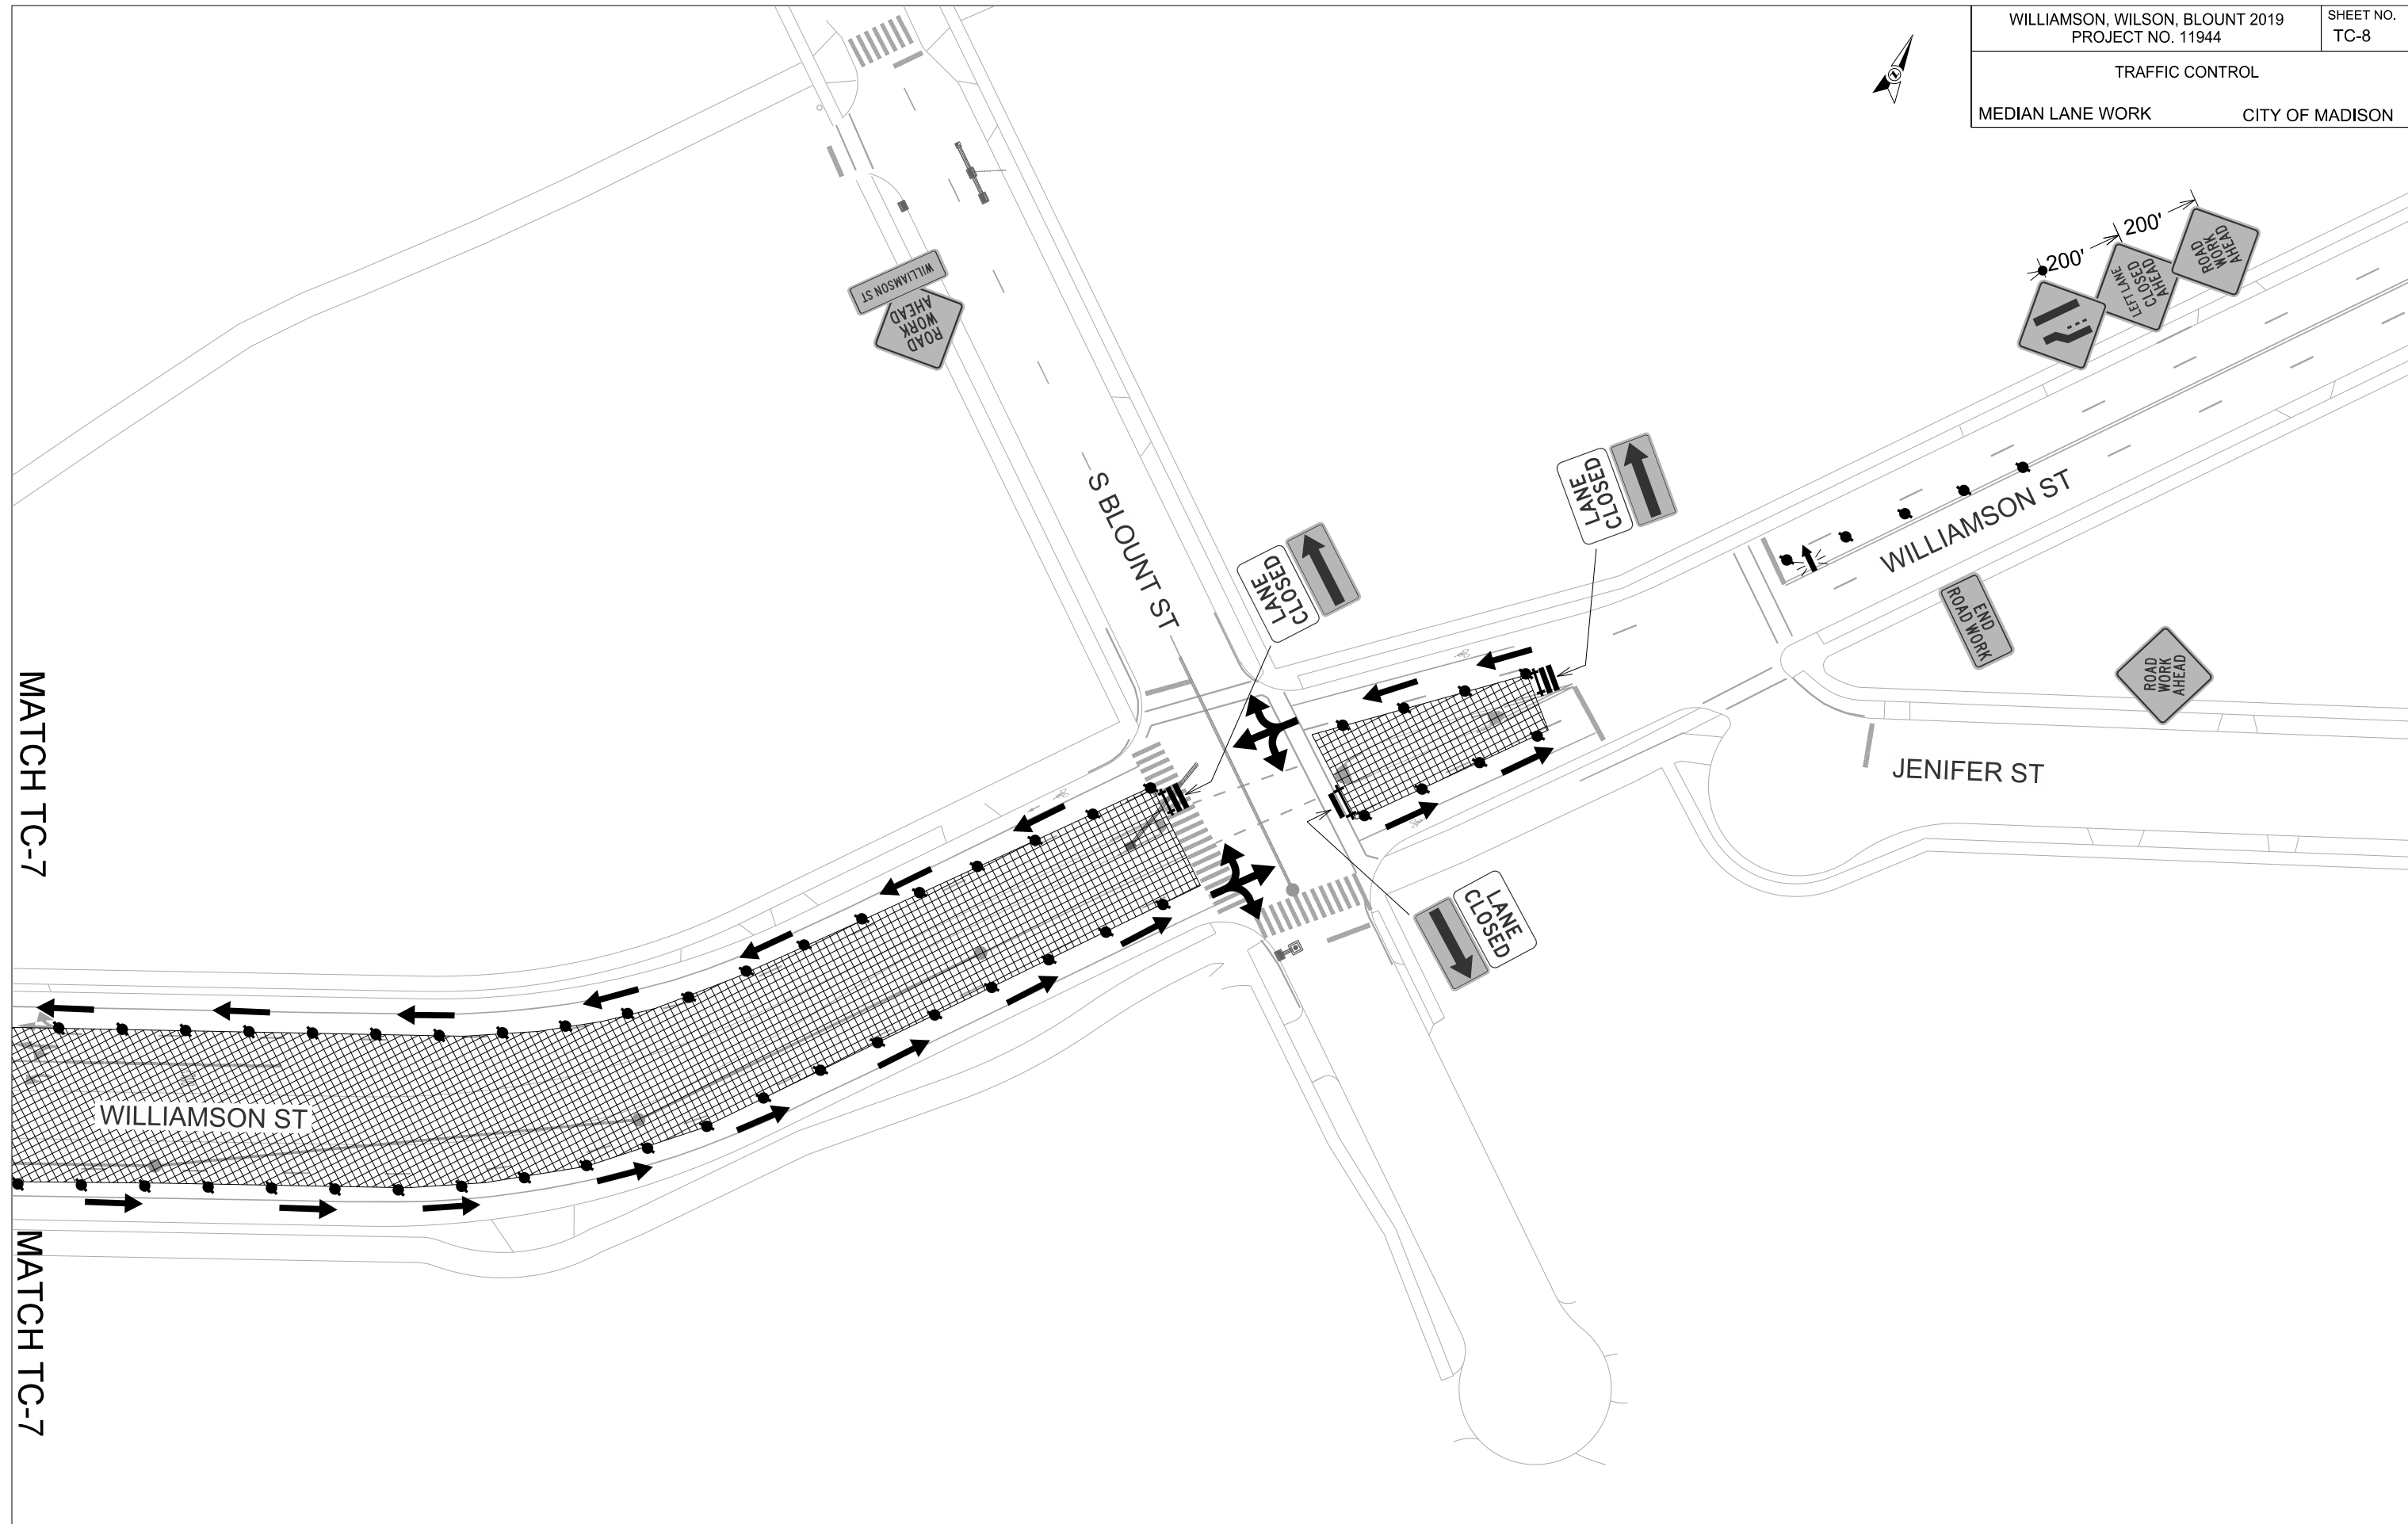 WILLIAMSON, WILSON, BLOUNT 2019
PROJECT NO. 11944
SHEET NO.
TC-8
TRAFFIC CONTROL
MEDIAN LANE WORK
CITY OF MADISON
200'
200'
ROAD
WORK
AHEAD
LEFT LANE
CLOSED
AHEAD
WILLIAMSON ST
ROAD
WORK
AHEAD
S BLOUNT ST
LANE
CLOSED
LANE
CLOSED
WILLIAMSON ST
END
ROAD WORK
ROAD
WORK
AHEAD
JENIFER ST
MATCH TC-7
LANE
CLOSED
WILLIAMSON ST
MATCH TC-7